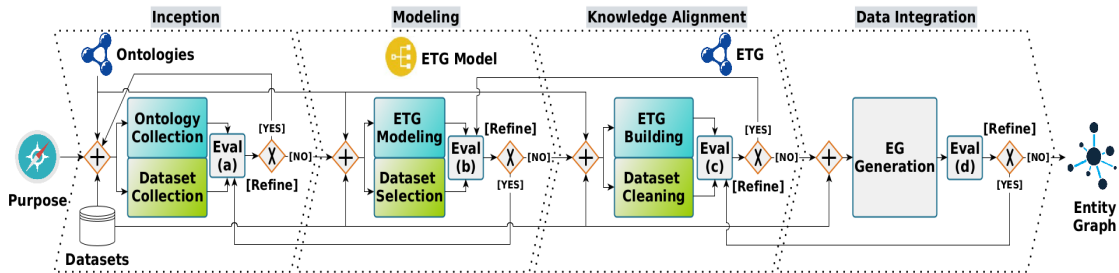 Inception
Modeling
Knowledge Alignment
Data Integration
Ontologies
ETG Model
ETG
Purpose
Datasets
Ontology
Collection
Dataset
Collection
Eval
(a)
[YES]
X
[NO]
[Refine]
ETG
Modeling
Dataset
Selection
Eval
(b)
[Refine]
X
[NO]
[YES]
ETG
Building
Dataset
Cleaning
Eval
(c)
[YES]
X
[NO]
[Refine]
EG
Generation
Eval
(d)
[Refine]
X
[NO]
[YES]
Entity
Graph